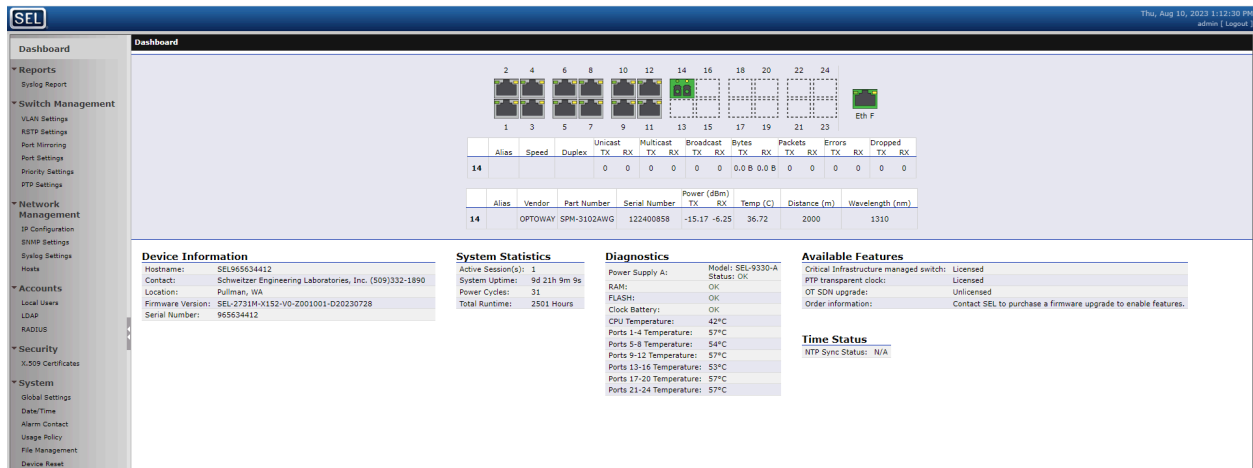 SEL
Thu, Aug 10, 2023 1:12:30 PM
admin [ Logout ]
Dashboard
Reports
Syslog Report
Switch Management
VLAN Settings
RSTP Settings
Port Mirroring
Port Settings
Priority Settings
PTP Settings
Network
Management
IP Configuration
SNMP Settings
Syslog Settings
Hosts
Accounts
Local Users
LDAP
RADIUS
Security
X.509 Certificates
System
Global Settings
Date/Time
Alarm Contact
Usage Policy
File Management
Device Reset
Dashboard
2 4 6 8 10 12 14 16 18 20 22 24
1 3 5 7 9 11 13 15 17 19 21 23
Eth F
Unicast Multicast Broadcast Bytes Packets Errors Dropped
Alias Speed Duplex TX RX TX RX TX RX TX RX TX RX TX RX TX RX
14 0 0 0 0 0 0 0.0 B 0.0 B 0 0 0 0 0 0
Power (dBm)
Alias Vendor Part Number Serial Number TX RX Temp (C) Distance (m) Wavelength (nm)
14 OPTOWAY SPM-3102AWG 122400858 -15.17 -6.25 36.72 2000 1310
Device Information
Hostname: SEL965634412
Contact: Schweitzer Engineering Laboratories, Inc. (509)332-1890
Location: Pullman, WA
Firmware Version: SEL-2731M-X152-V0-Z001001-D20230728
Serial Number: 965634412
System Statistics
Active Session(s): 1
System Uptime: 9d 21h 9m 9s
Power Cycles: 31
Total Runtime: 2501 Hours
Diagnostics
Power Supply A: Model: SEL-9330-A
Status: OK
RAM: OK
FLASH: OK
Clock Battery: OK
CPU Temperature: 42°C
Ports 1-4 Temperature: 57°C
Ports 5-8 Temperature: 54°C
Ports 9-12 Temperature: 57°C
Ports 13-16 Temperature: 53°C
Ports 17-20 Temperature: 57°C
Ports 21-24 Temperature: 57°C
Available Features
Critical Infrastructure managed switch: Licensed
PTP transparent clock: Licensed
OT SDN upgrade: Unlicensed
Order information: Contact SEL to purchase a firmware upgrade to enable features.
Time Status
NTP Sync Status: N/A